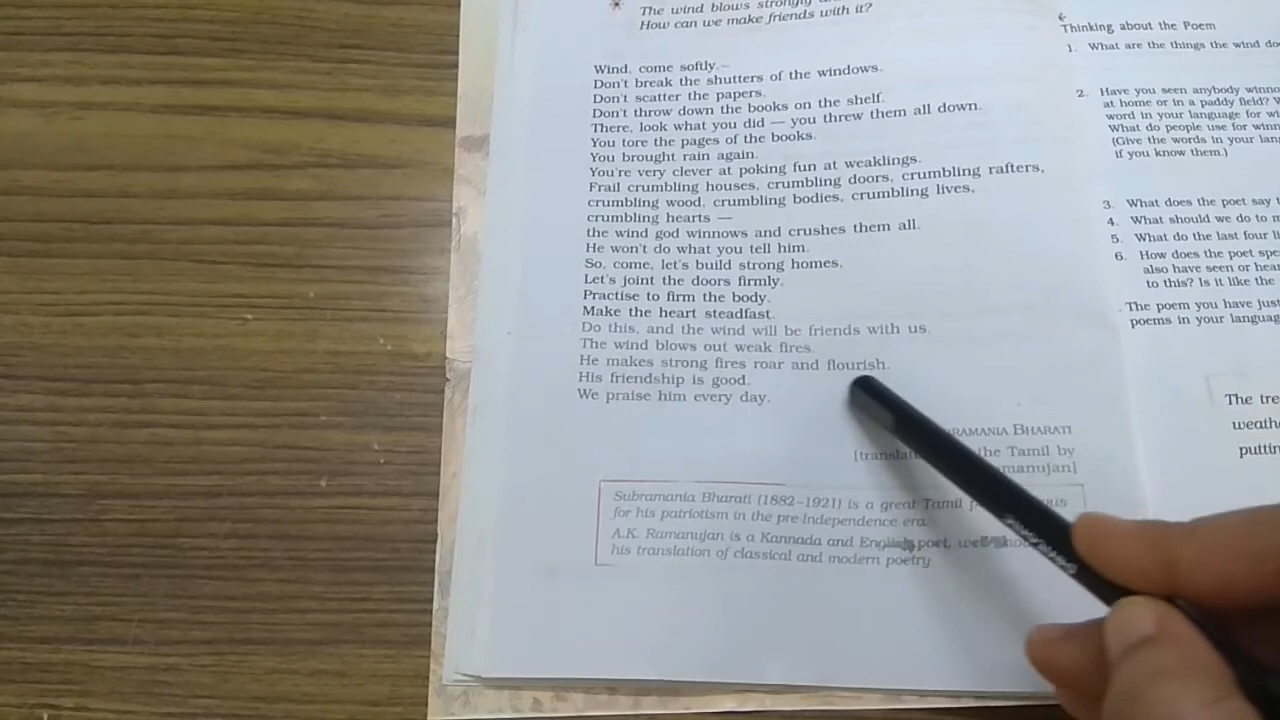 The wind blows strongly
How can we make friends with it?
Wind, come softly.
Don't break the shutters of the windows.
Don't scatter the papers.
Don't throw down the books on the shelf.
There, look what you did — you threw them all down.
You tore the pages of the books.
You brought rain again.
You're very clever at poking fun at weaklings.
Frail crumbling houses, crumbling doors, crumbling rafters,
crumbling wood, crumbling bodies, crumbling lives,
crumbling hearts —
the wind god winnows and crushes them all.
He won't do what you tell him.
So, come, let's build strong homes.
Let's joint the doors firmly.
Practise to firm the body.
Make the heart steadfast.
Do this, and the wind will be friends with us.
The wind blows out weak fires.
He makes strong fires roar and flourish.
His friendship is good.
We praise him every day.
BHARATI
the Tamil by
Subramania Bharati (1882–1921) is a great Tamil
for his patriotism in the pre-Independence era.
A.K. Ramanujan is a Kannada and English poet, well
his translation of classical and modern poetry
Thinking about the Poem
1. What are the things the wind
2. Have you seen anybody
at home or in a paddy field?
word in your language for
What do people use for
(Give the words in your
if you know them.)
3. What does the poet say
4. What should we do to
5. What do the last four
6. How does the poet
also have seen or
to this? Is it like the
The poem you have just
poems in your
The